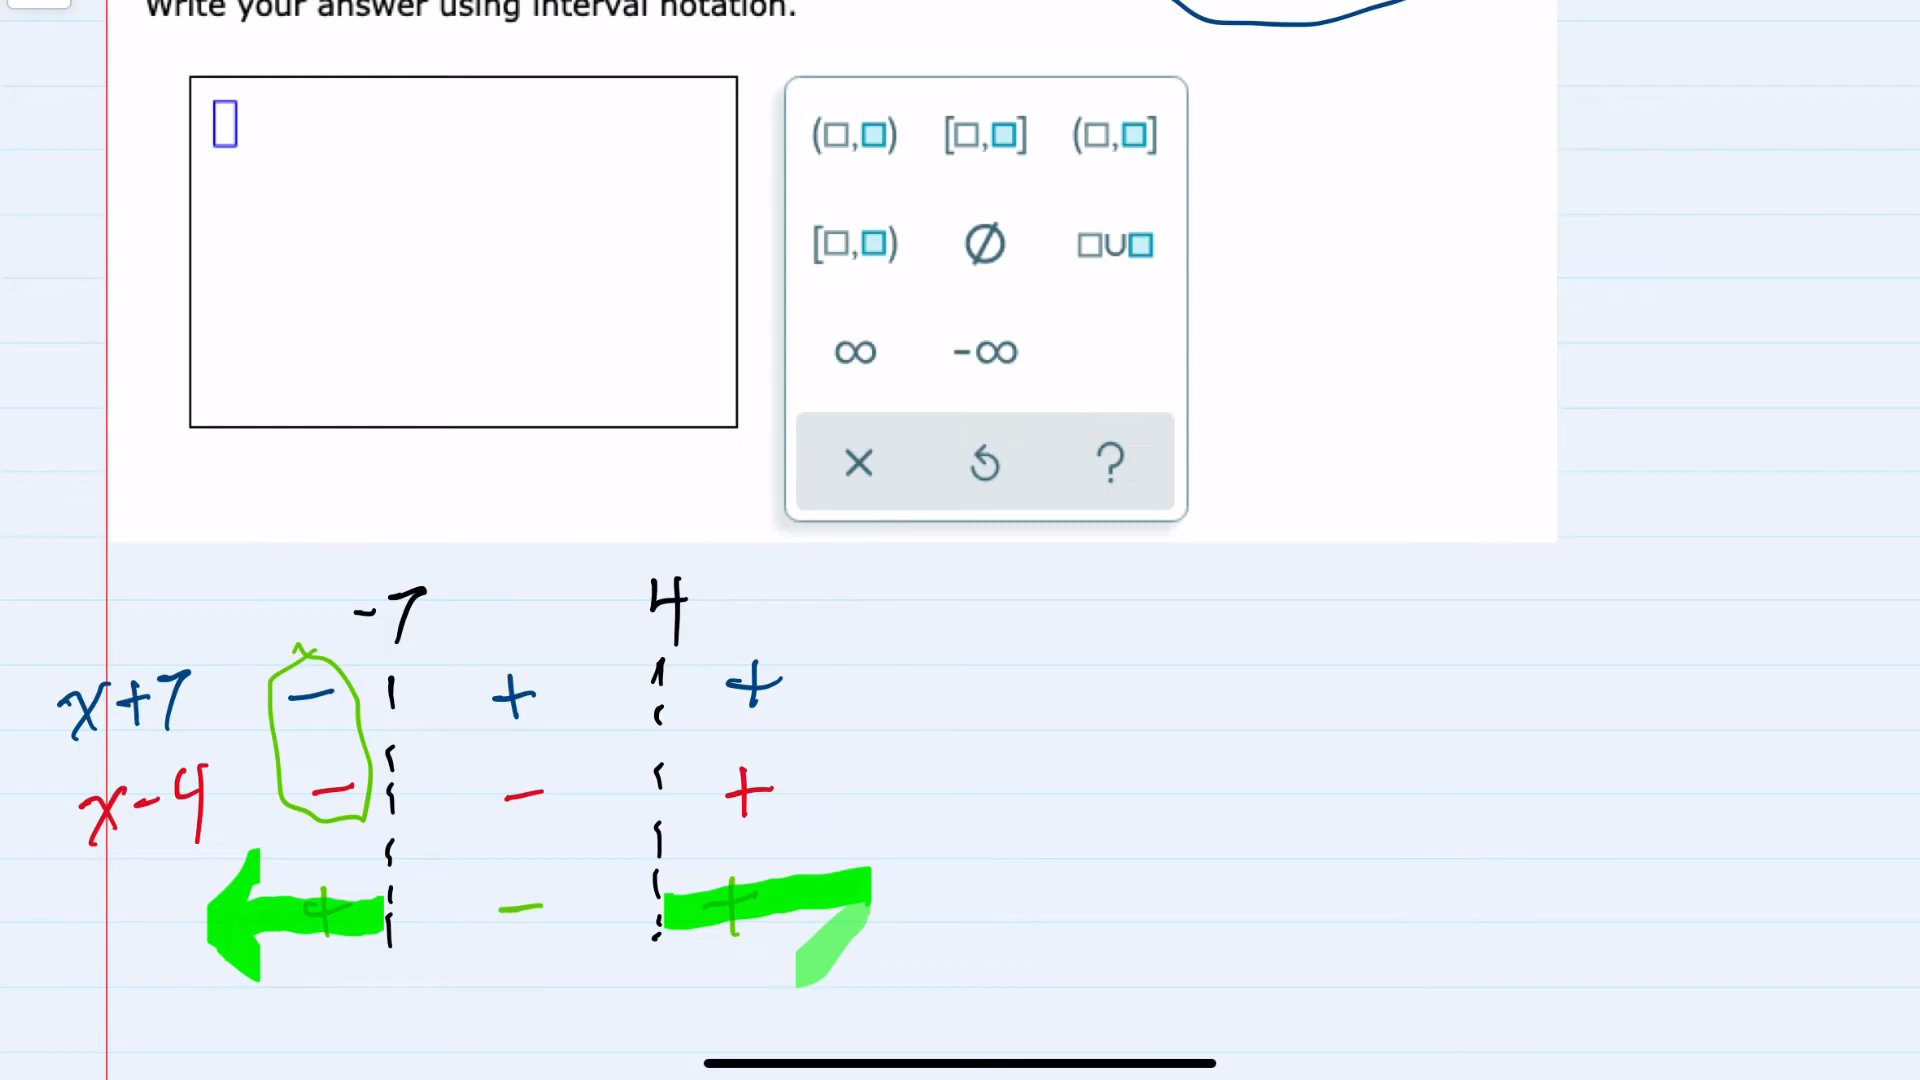 Write your answer using interval notation.
(□,□) [□,□] (□,□]
[□,□) ∅ □∪□
∞ -∞
× ?
-7 4
x+7 - + +
x-4 - - +
+ - +